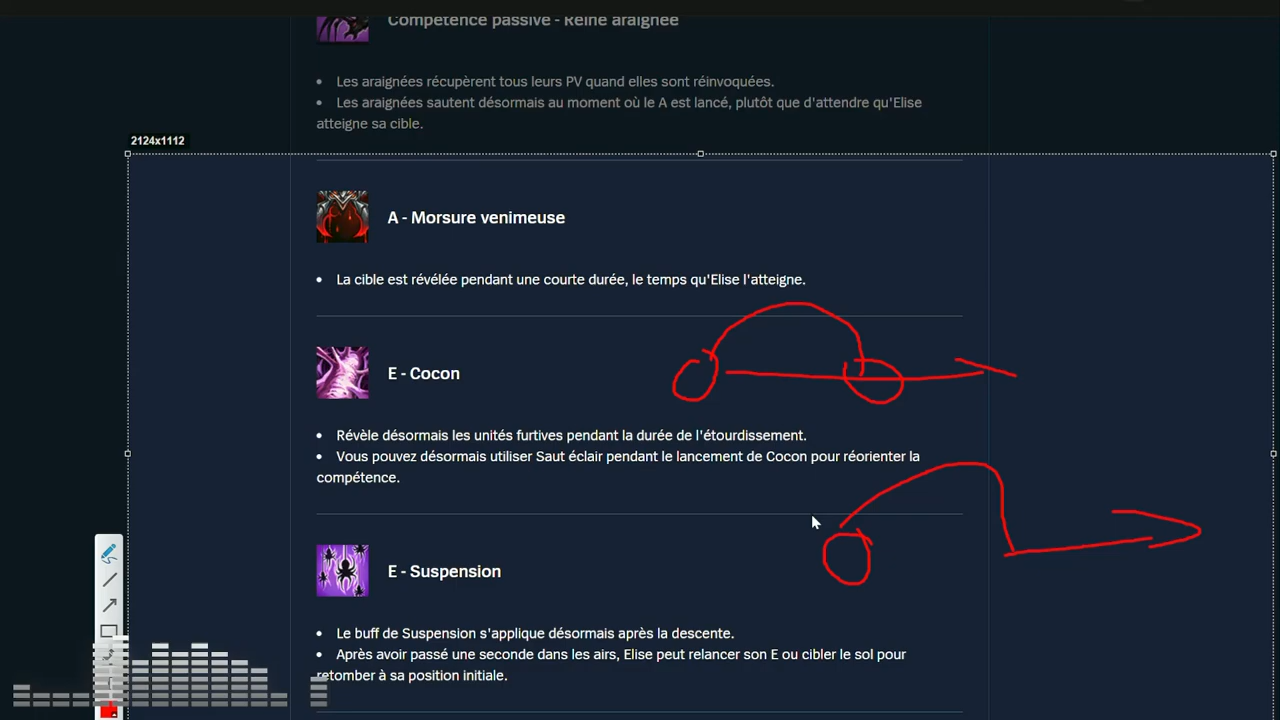 Compétence passive - Reine araignée
• Les araignées récupèrent tous leurs PV quand elles sont réinvoquées.
• Les araignées sautent désormais au moment où le A est lancé, plutôt que d'attendre qu'Elise
atteigne sa cible.
2124x1112
A - Morsure venimeuse
• La cible est révélée pendant une courte durée, le temps qu'Elise l'atteigne.
E - Cocon
• Révèle désormais les unités furtives pendant la durée de l'étourdissement.
• Vous pouvez désormais utiliser Saut éclair pendant le lancement de Cocon pour réorienter la
compétence.
E - Suspension
• Le buff de Suspension s'applique désormais après la descente.
• Après avoir passé une seconde dans les airs, Elise peut relancer son E ou cibler le sol pour
retomber à sa position initiale.